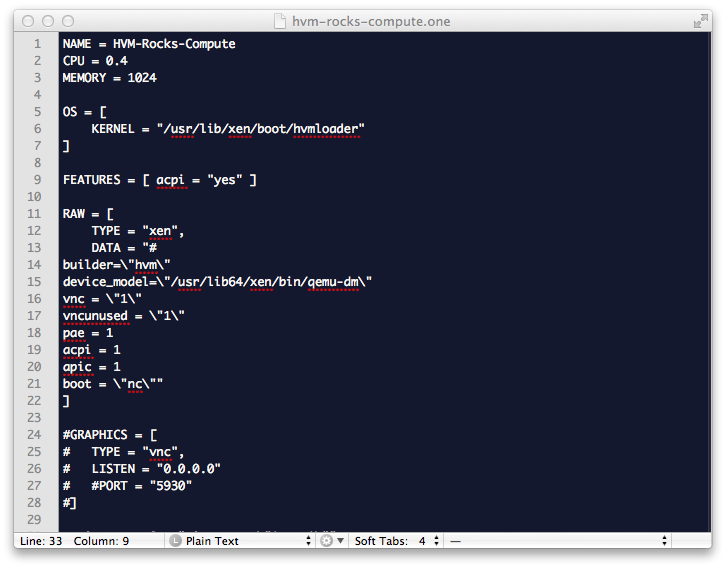 hvm-rocks-compute.one
1 NAME = HVM-Rocks-Compute
2 CPU = 0.4
3 MEMORY = 1024
4
5 OS = [
6     KERNEL = "/usr/lib/xen/boot/hvmloader"
7 ]
8
9 FEATURES = [ acpi = "yes" ]
10
11 RAW = [
12     TYPE = "xen",
13     DATA = "#
14 builder=\"hvm\"
15 device_model=\"/usr/lib64/xen/bin/qemu-dm\"
16 vnc = \"1\"
17 vncunused = \"1\"
18 pae = 1
19 acpi = 1
20 apic = 1
21 boot = \"nc\""
22 ]
23
24 #GRAPHICS = [
25 #   TYPE = "vnc",
26 #   LISTEN = "0.0.0.0"
27 #   #PORT = "5930"
28 #]
29
Line: 33 Column: 9 L Plain Text Soft Tabs: 4 —